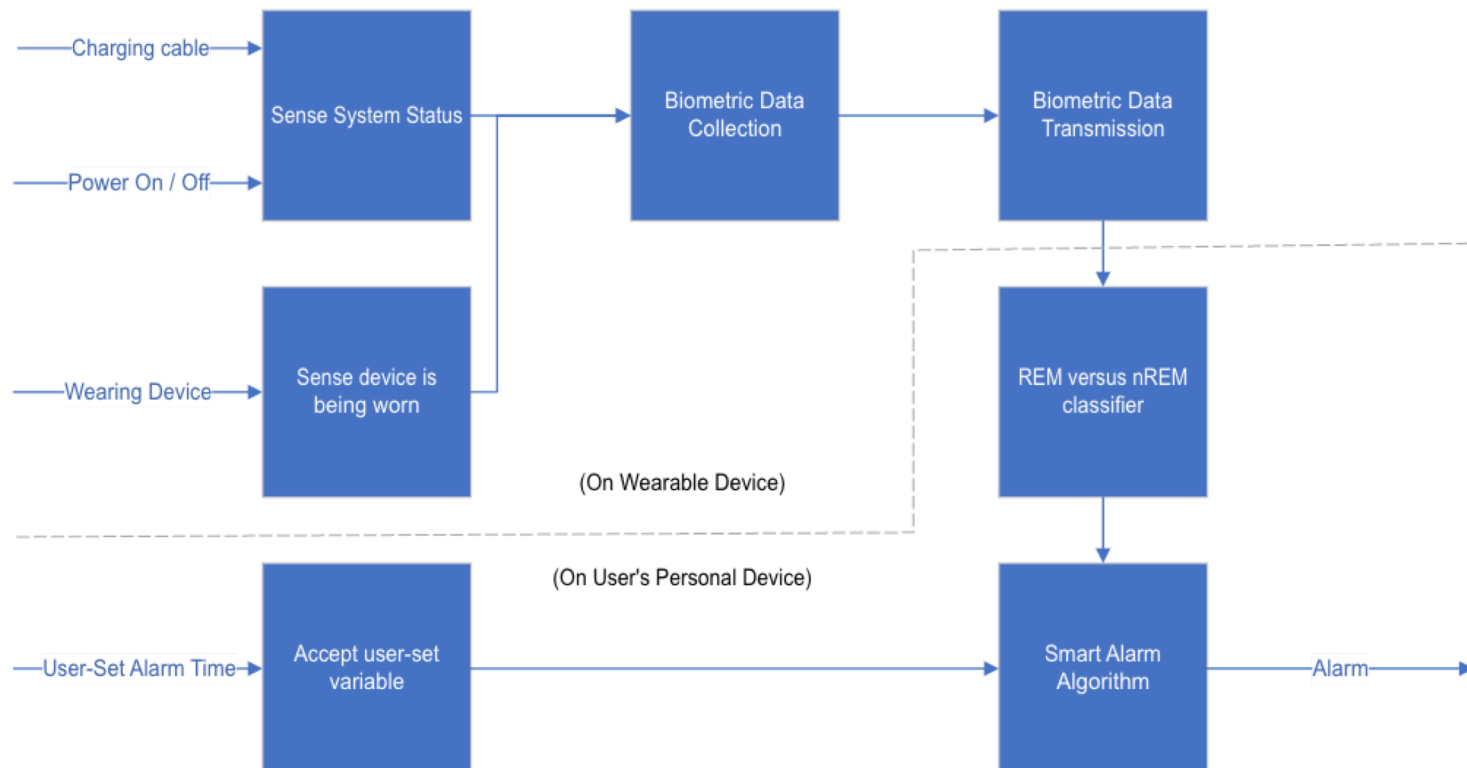 Charging cable
Sense System Status
Biometric Data
Collection
Biometric Data
Transmission
Power On / Off
Wearing Device
Sense device is
being worn
REM versus nREM
classifier
(On Wearable Device)
(On User's Personal Device)
User-Set Alarm Time
Accept user-set
variable
Smart Alarm
Algorithm
Alarm